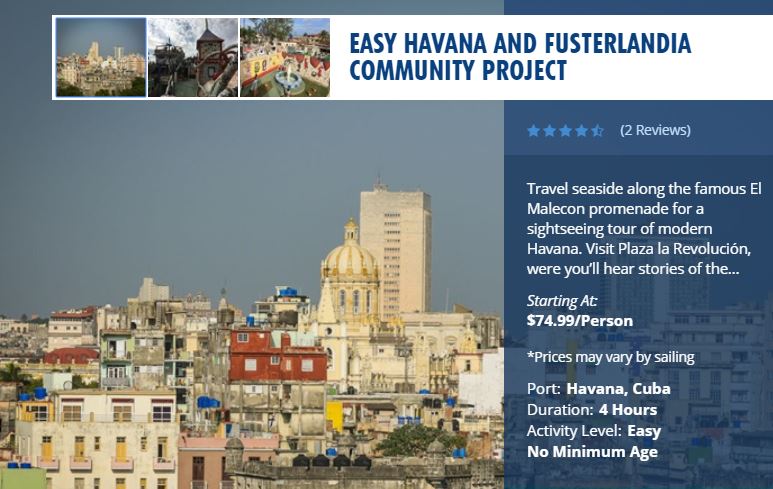 EASY HAVANA AND FUSTERLANDIA
COMMUNITY PROJECT
(2 Reviews)
Travel seaside along the famous El
Malecon promenade for a
sightseeing tour of modern
Havana. Visit Plaza la Revolución,
were you'll hear stories of the...
Starting At:
$74.99/Person
*Prices may vary by sailing
Port: Havana, Cuba
Duration: 4 Hours
Activity Level: Easy
No Minimum Age